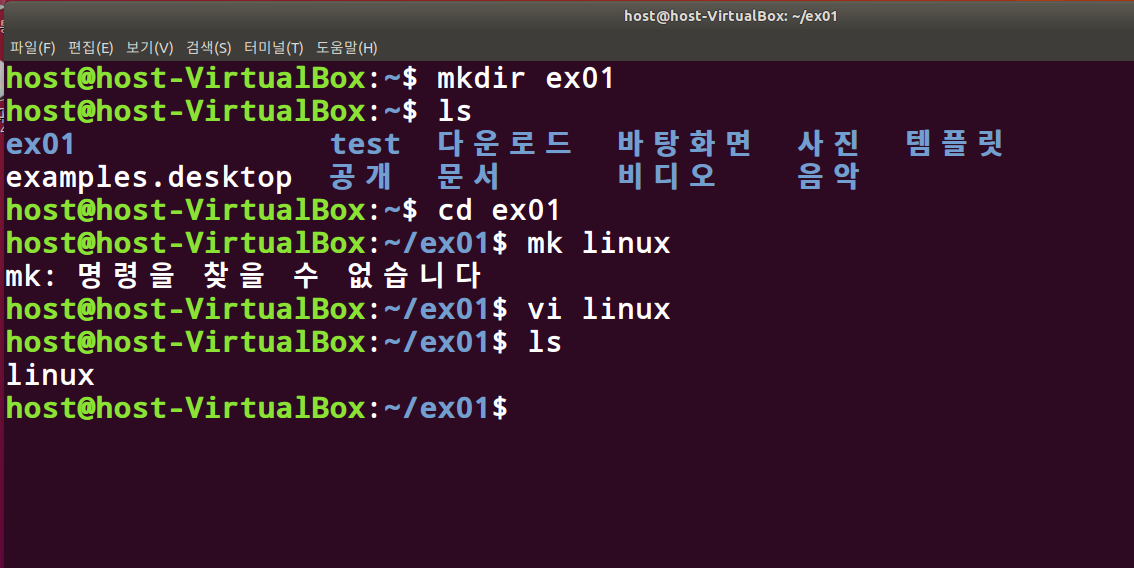 host@host-VirtualBox: ~/ex01
파일(F) 편집(E) 보기(V) 검색(S) 터미널(T) 도움말(H)
host@host-VirtualBox:~$ mkdir ex01
host@host-VirtualBox:~$ ls
ex01 test 다운로드 바탕화면 사진 템플릿
examples.desktop 공개 문서 비디오 음악
host@host-VirtualBox:~$ cd ex01
host@host-VirtualBox:~/ex01$ mk linux
mk: 명령을 찾을 수 없습니다
host@host-VirtualBox:~/ex01$ vi linux
host@host-VirtualBox:~/ex01$ ls
linux
host@host-VirtualBox:~/ex01$